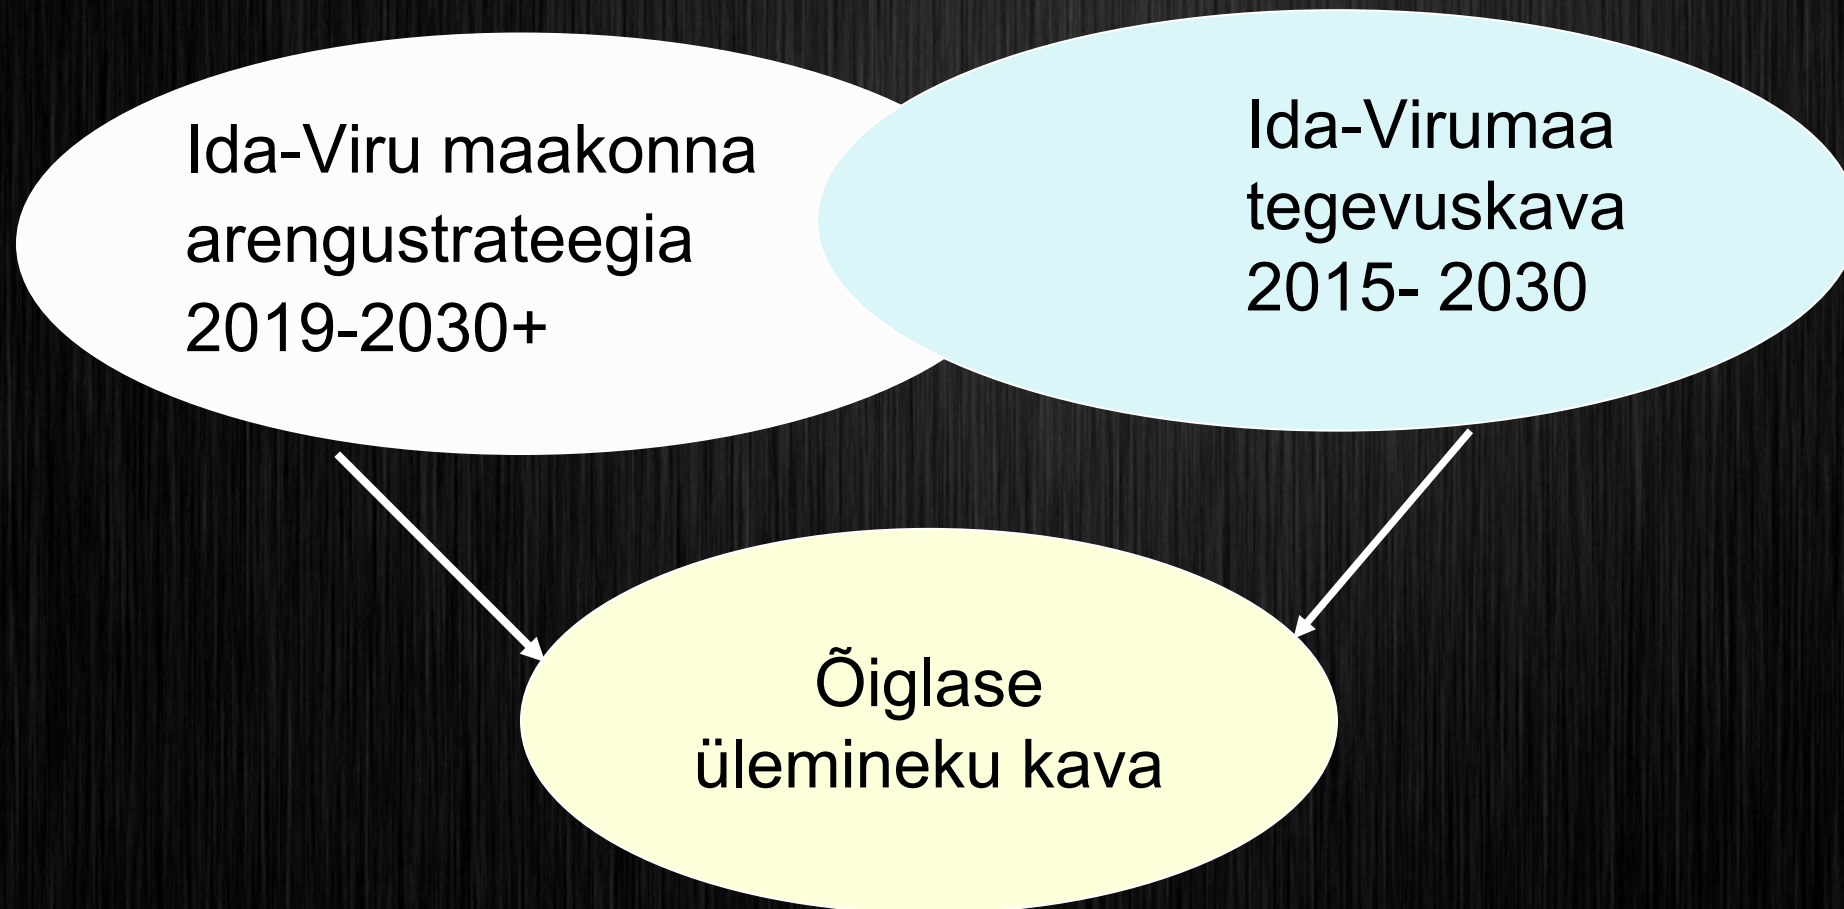 Ida-Viru maakonna
arengustrateegia
2019-2030+
Ida-Virumaa
tegevuskava
2015- 2030
Õiglase
ülemineku kava